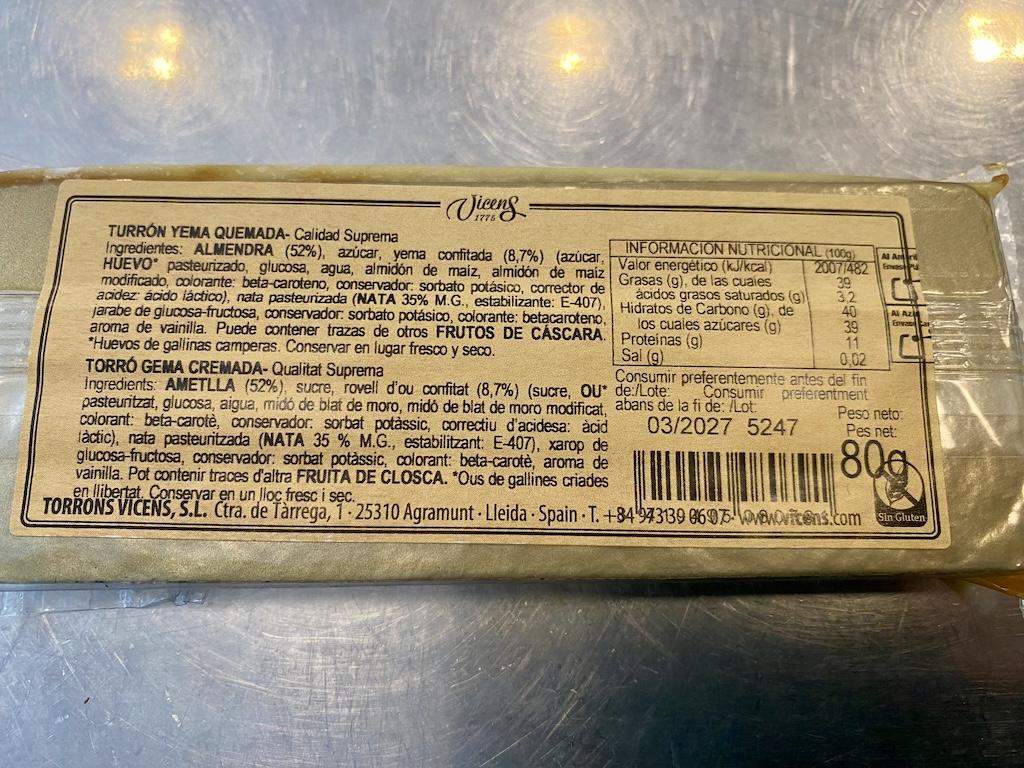 Vicens
1775
TURRÓN YEMA QUEMADA- Calidad Suprema
Ingredientes: ALMENDRA (52%), azúcar, yema confitada (8,7%) (azúcar,
HUEVO* pasteurizado, glucosa, agua, almidón de maíz, almidón de maíz
modificado, colorante: beta-caroteno, conservador: sorbato potásico, corrector de
acidez: ácido láctico), nata pasteurizada (NATA 35% M.G., estabilizante: E-407),
jarabe de glucosa-fructosa, conservador: sorbato potásico, colorante: betacaroteno,
aroma de vainilla. Puede contener trazas de otros FRUTOS DE CÁSCARA.
*Huevos de gallinas camperas. Conservar en lugar fresco y seco.
TORRÓ GEMA CREMADA- Qualitat Suprema
Ingredients: AMETLLA (52%), sucre, rovell d'ou confitat (8,7%) (sucre, OU*
pasteuritzat, glucosa, aigua, midó de blat de moro, midó de blat de moro modificat,
colorant: beta-carotè, conservador: sorbat potàssic, correctiu d'acidesa: àcid
làctic), nata pasteuritzada (NATA 35 % M.G., estabilitzant: E-407), xarop de
glucosa-fructosa, conservador: sorbat potàssic, colorant: beta-carotè, aroma de
vainilla. Pot contenir traces d'altra FRUITA DE CLOSCA. *Ous de gallines criades
en llibertat. Conservar en un lloc fresc i sec.
INFORMACION NUTRICIONAL (100g)
Valor energético (kJ/kcal) 2007/482
Grasas (g), de las cuales 39
ácidos grasos saturados (g) 3,2
Hidratos de Carbono (g), de 40
los cuales azúcares (g) 39
Proteínas (g) 11
Sal (g) 0,02
Al
Al
Consumir preferentemente antes del fin
de:/Lote: Consumir preferentment
abans de la fi de: /Lot:
03/2027 5247
Peso neto:
Pes net:
80g
Sin Gluten
TORRONS VICENS, S.L. Ctra. de Tàrrega, 1 · 25310 Agramunt · Lleida · Spain · T.